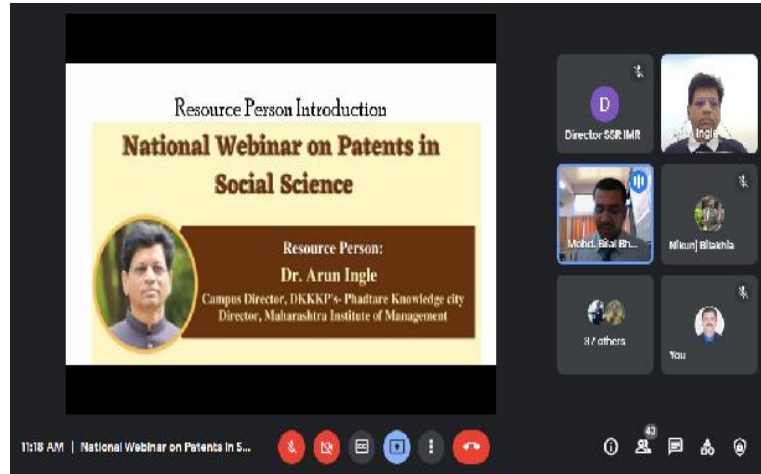 Resource Person Introduction
National Webinar on Patents in
Social Science
Resource Person:
Dr. Arun Ingle
Campus Director, DKKKP's- Phadtare Knowledge city
Director, Maharashtra Institute of Management
D
Director SSR IMR
Ingle
Mohd. Bilal Bh...
Nikunj Bilakhia
37 others
You
11:18 AM | National Webinar on Patents in S...
43